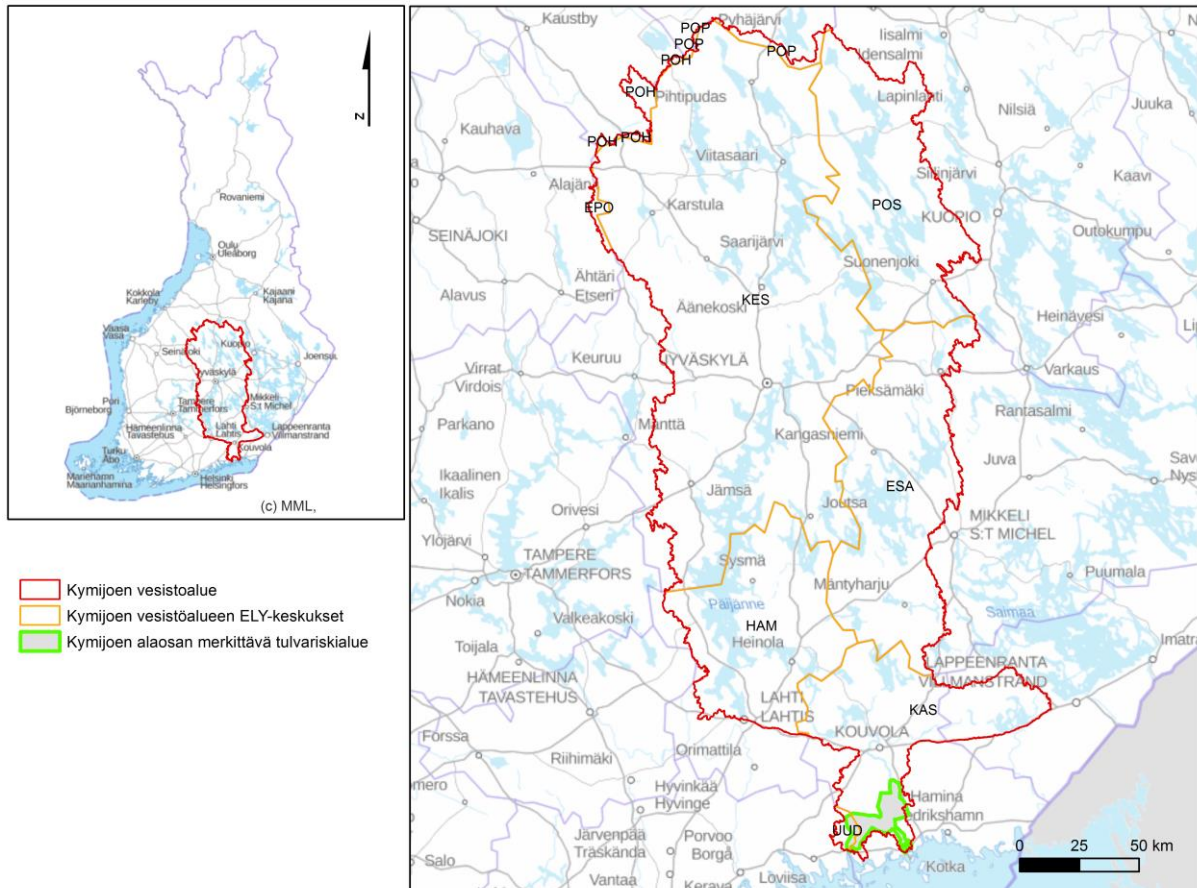 N
Rovaniemi
Oulu
Uleåborg
Kajaani
Kajana
Kokkola
Karleby
Vaasa
Vasa
Seinäjoki
Kuopio
Joensuu
Jyväskylä
Mikkeli
S:t Michel
Tampere
Tammerfors
Pori
Björneborg
Hämeenlinna
Tavastehus
Lahti
Lahtis
Lappeenranta
Villmanstrand
Kouvola
Turku
Åbo
Helsinki
Helsingfors
Mariehamn
Maarianhamina
(c) MML,
Kymijoen vesistöalue
Kymijoen vesistöalueen ELY-keskukset
Kymijoen alaosan merkittävä tulvariskialue
Kaustby
POP
Pyhäjärvi
POP
POP
POH
Iisalmi
Idensalmi
POH
Pihtipudas
Lapinlahti
Nilsiä
Juuka
Kauhava
POH
POH
Viitasaari
Siilinjärvi
Kaavi
Alajärvi
EPO
Karstula
POS
KUOPIO
SEINÄJOKI
Saarijärvi
Outokumpu
Suonenjoki
Ähtäri
Etseri
Alavus
Äänekoski
KES
Heinävesi
Keuruu
JYVÄSKYLÄ
Virrat
Virdois
Varkaus
Pieksämäki
Rantasalmi
Parkano
Mänttä
Kangasniemi
Juva
Ikaalinen
Ikalis
Jämsä
ESA
Joutsa
Orivesi
MIKKELI
S:T MICHEL
Ylöjärvi
TAMPERE
TAMMERFORS
Sysmä
Mäntyharju
Puumala
Nokia
Valkeakoski
Päijänne
Saimaa
HAM
Heinola
Toijala
HÄMEENLINNA
TAVASTEHUS
LAPPEENRANTA
VILLMANSTRAND
Imatra
LAHTI
LAHTIS
KAS
Forssa
KOUVOLA
Orimattila
Riihimäki
Hyvinkää
Hyvinge
Hamina
Fredrikshamn
UUD
Järvenpää
Träskända
Porvoo
Borgå
Salo
Loviisa
Kotka
Vantaa
Kerava
0 25 50 km